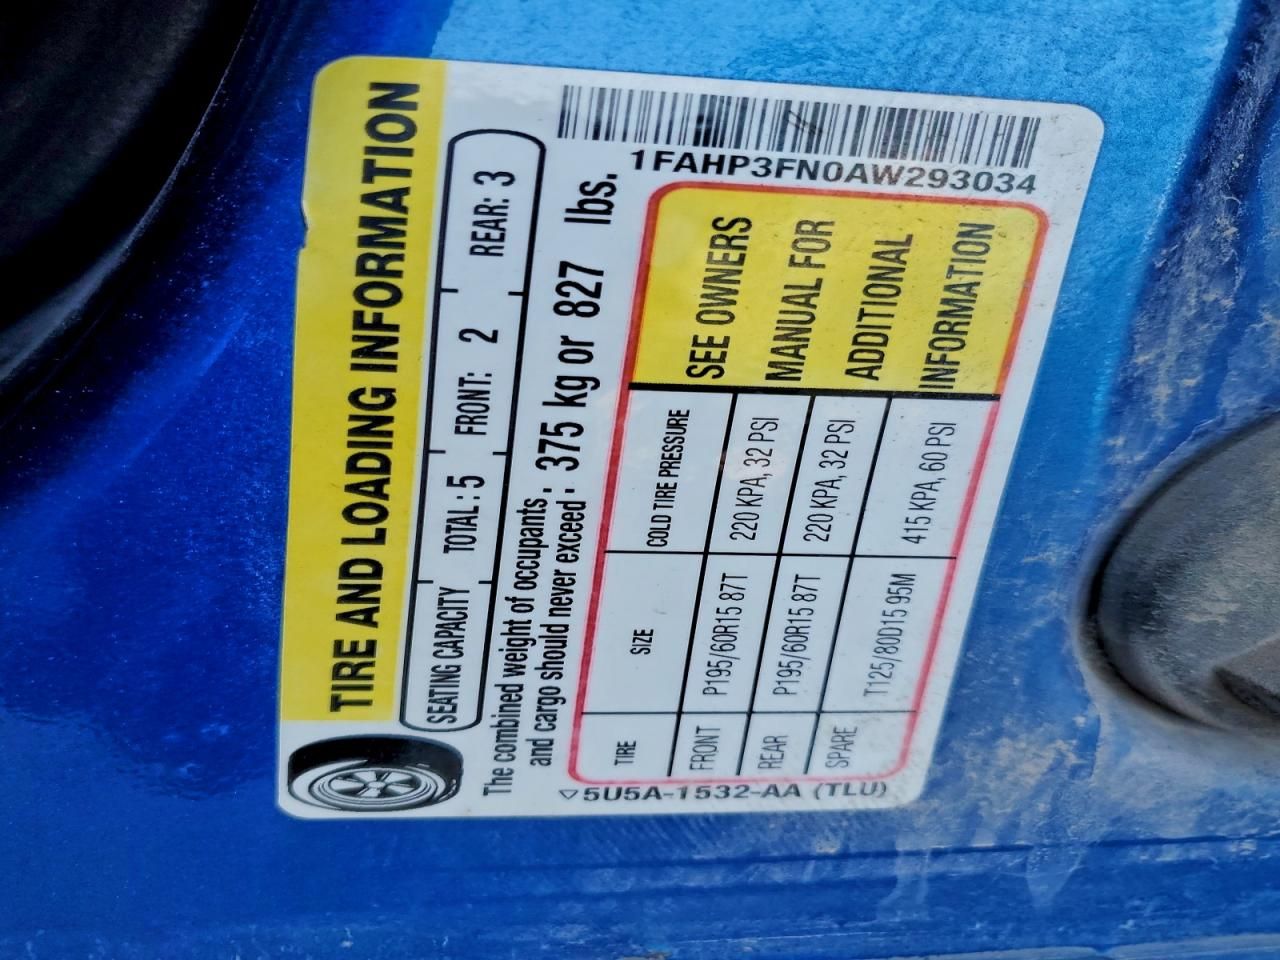 TIRE AND LOADING INFORMATION
SEATING CAPACITY TOTAL: 5 FRONT: 2 REAR: 3
The combined weight of occupants
and cargo should never exceed : 375 kg or 827 lbs.
TIRE SIZE COLD TIRE PRESSURE
FRONT P195/60R15 87T 220 KPA, 32 PSI
REAR P195/60R15 87T 220 KPA, 32 PSI
SPARE T125/80D15 95M 415 KPA, 60 PSI
SEE OWNERS
MANUAL FOR
ADDITIONAL
INFORMATION
5U5A-1532-AA (TLU)
1FAHP3FN0AW293034